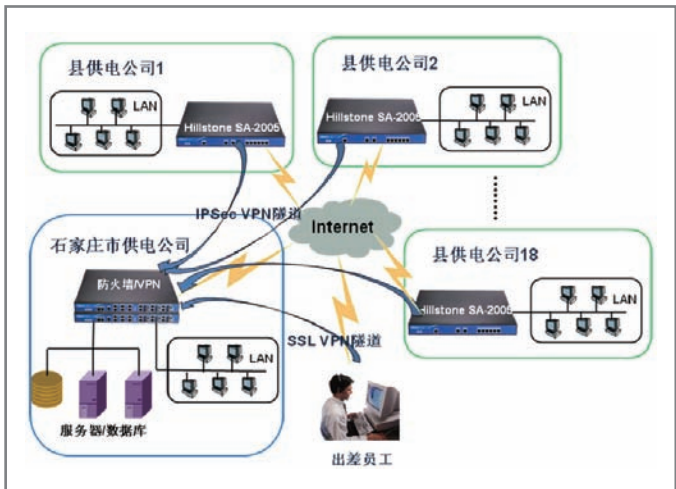 县供电公司1
LAN
Hillstone SA-2005
县供电公司2
Hillstone SA-2005
LAN
IPSec VPN隧道
Internet
石家庄市供电公司
防火墙/VPN
LAN
服务器/数据库
县供电公司18
Hillstone SA-2005
LAN
SSL VPN隧道
出差员工